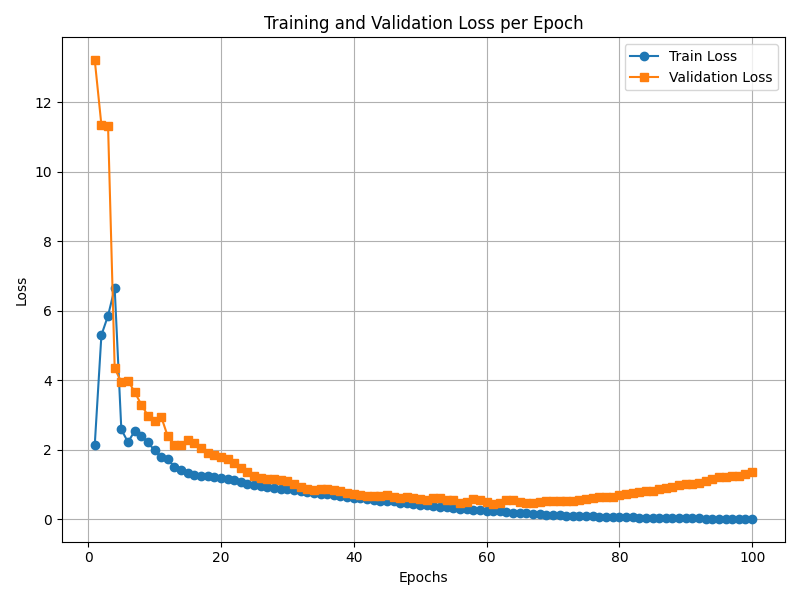 Training and Validation Loss per Epoch
Train Loss
Validation Loss
12
10
8
6
4
2
0
Loss
0 20 40 60 80 100
Epochs